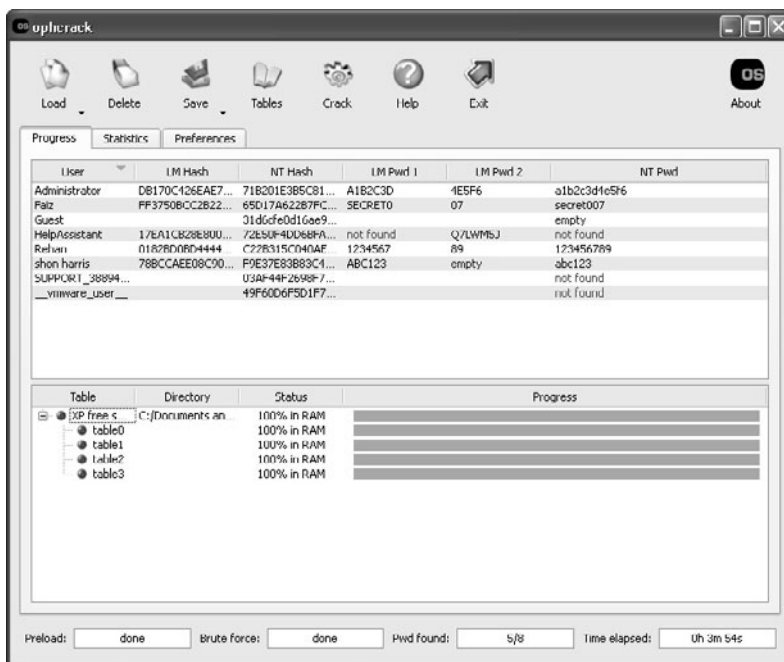 ophcrack
Load Delete Save Tables Crack Help Exit About
Progress Statistics Preferences
User LM Hash NT Hash LM Pwd 1 LM Pwd 2 NT Pwd
Administrator DB170C426EAE7... 71B201E3B5C81... A1B2C3D 4E5F6 a1b2c3d4e5f6
Faiz FF3750BCC2B22... 65D17A622B7FC... SECRET0 07 secret007
Guest 31d6cfe0d16ae9... empty
HelpAssistant 17EA1CB28E800... 72E50F4DD6BFA... not found Q7LWM5J not found
Rehan 0182BD0BD4444... C22B315C040AE... 1234567 89 123456789
shon harris 78BCCAEE08C90... F9E37E83B83C4... ABC123 empty abc123
SUPPORT_38894... 03AF44F2698F7... not found
__vmware_user__ 49F60D6F5D1F7... not found
Table Directory Status Progress
XP free s... C:/Documents an... 100% in RAM
table0 100% in RAM
table1 100% in RAM
table2 100% in RAM
table3 100% in RAM
Preload: done Brute force: done Pwd found: 5/8 Time elapsed: 0h 3m 54s